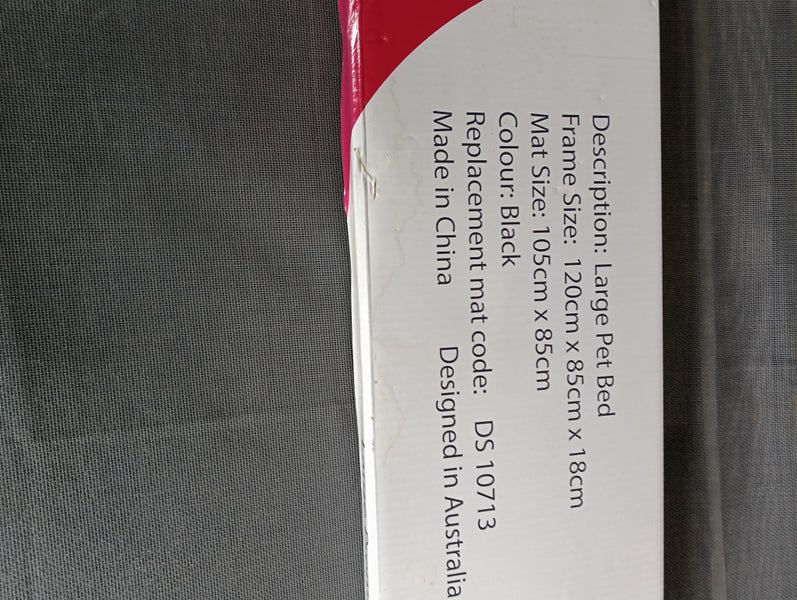 Description: Large Pet Bed
Frame Size: 120cm x 85cm x 18cm
Mat Size: 105cm x 85cm
Colour: Black
Replacement mat code: DS 10713
Made in China Designed in Australia